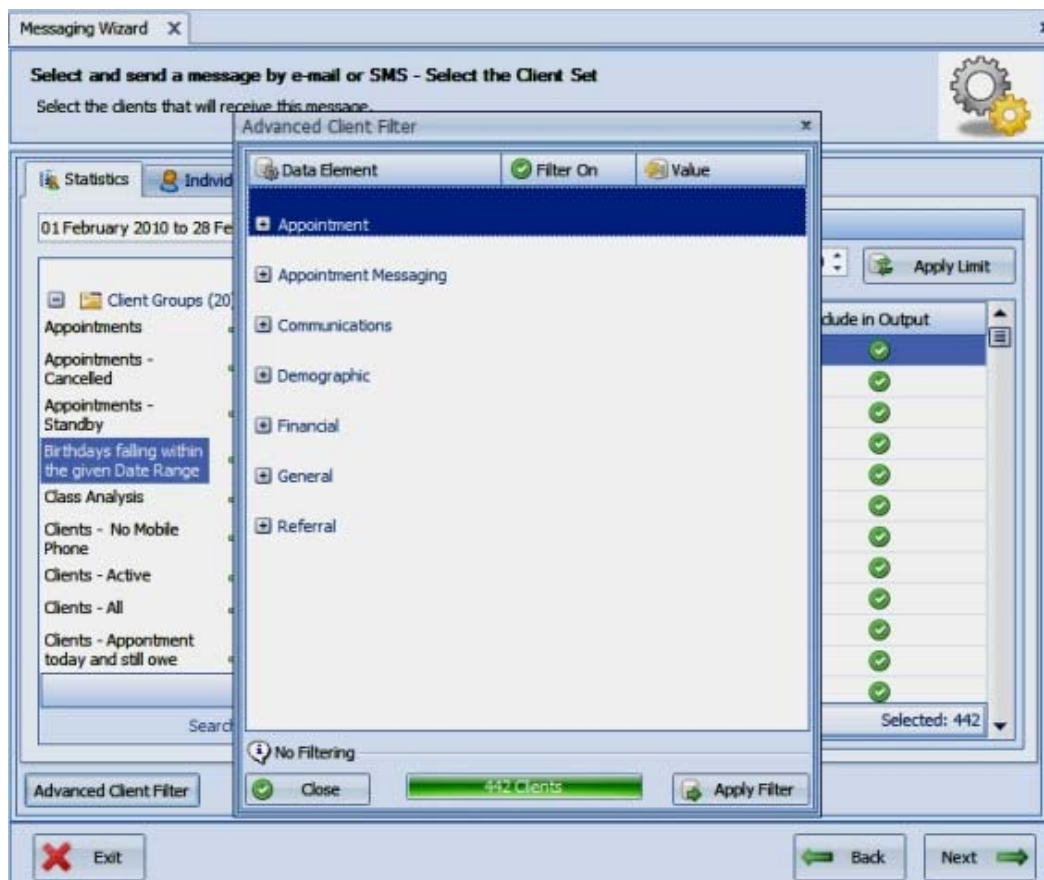 Messaging Wizard X
Select and send a message by e-mail or SMS - Select the Client Set
Select the clients that will receive this message.
Advanced Client Filter
Data Element Filter On Value
Statistics Individ
01 February 2010 to 28 Fe
Appointment
Apply Limit
Appointment Messaging
Client Groups (20)
Appointments
Communications
clude in Output
Appointments -
Cancelled
Demographic
Appointments -
Standby
Financial
Birthdays falling within
the given Date Range
General
Class Analysis
Clients - No Mobile
Phone
Referral
Clients - Active
Clients - All
Clients - Appontment
today and still owe
Search
Selected: 442
No Filtering
Advanced Client Filter
Close 442 Clients Apply Filter
Exit Back Next